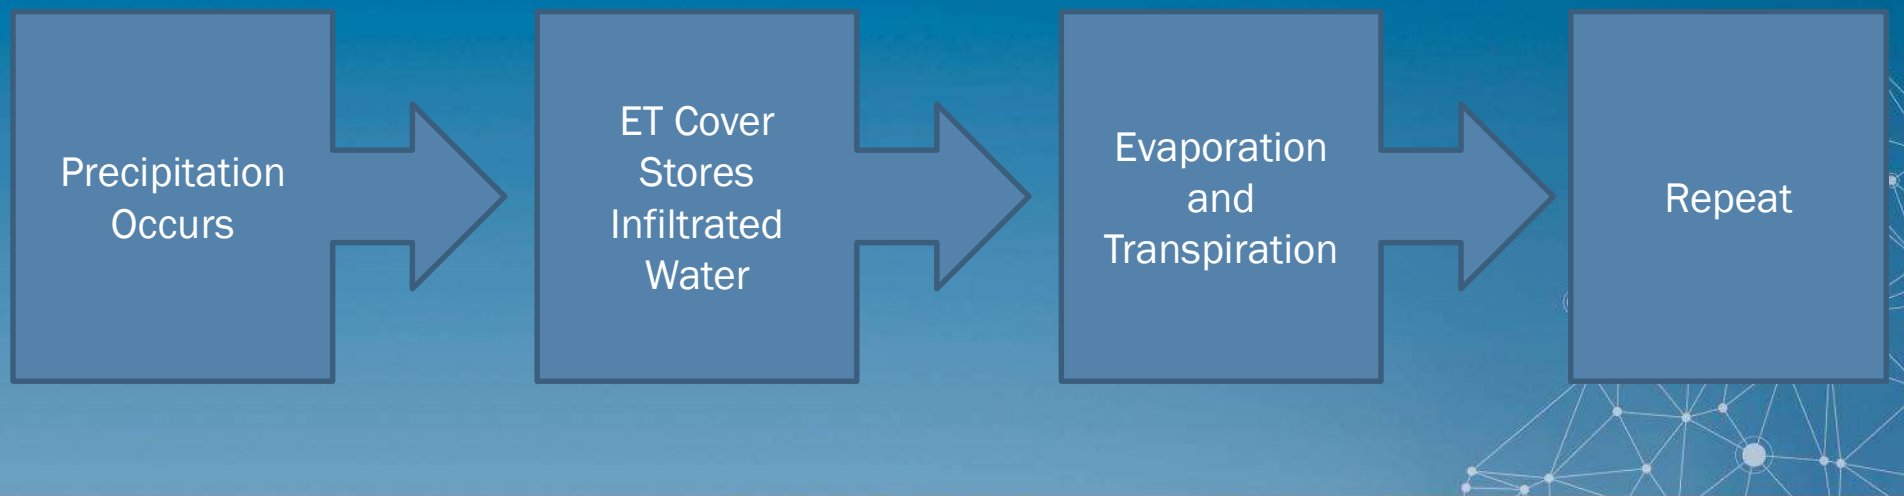 Precipitation
Occurs
ET Cover
Stores
Infiltrated
Water
Evaporation
and
Transpiration
Repeat